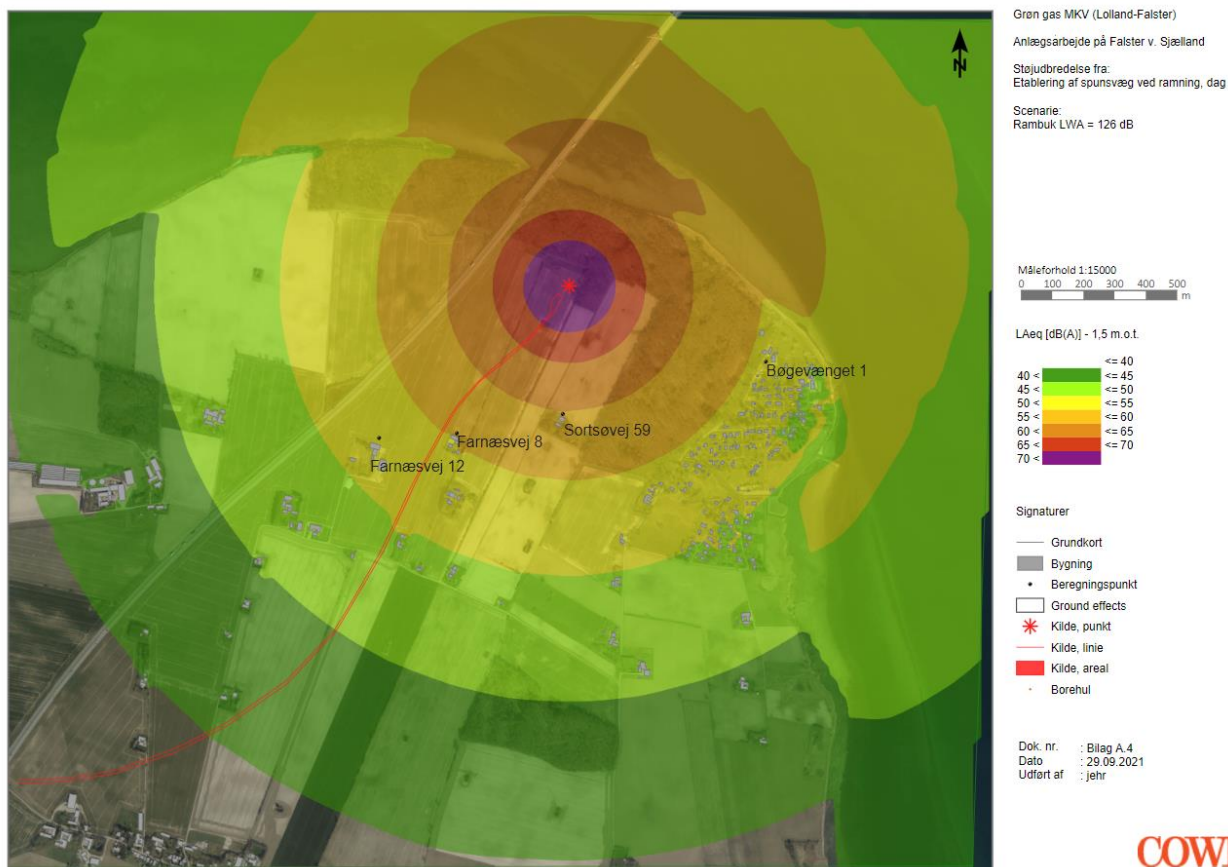 Grøn gas MKV (Lolland-Falster)
Anlægsarbejde på Falster v. Sjælland
Støjudbredelse fra:
Etablering af spunsvæg ved ramning, dag
Scenarie:
Rambuk LWA = 126 dB
N
Bøgevænget 1
Sortsøvej 59
Farnæsvej 8
Farnæsvej 12
Måleforhold 1:15000
0 100 200 300 400 500
m
LAeq [dB(A)] - 1,5 m.o.t.
<= 40
40 < <= 45
45 < <= 50
50 < <= 55
55 < <= 60
60 < <= 65
65 < <= 70
70 <
Signaturer
Grundkort
Bygning
Beregningspunkt
Ground effects
Kilde, punkt
Kilde, linie
Kilde, areal
Borehul
Dok. nr. : Bilag A.4
Dato : 29.09.2021
Udført af : jehr
COW